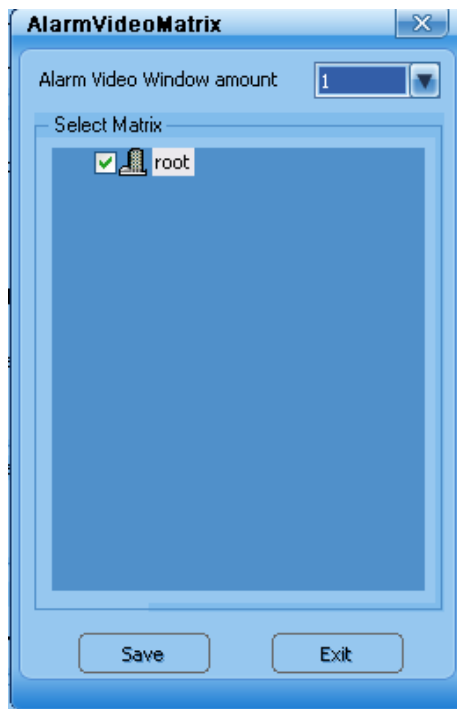 AlarmVideoMatrix
Alarm Video Window amount 1
Select Matrix
root
Save Exit